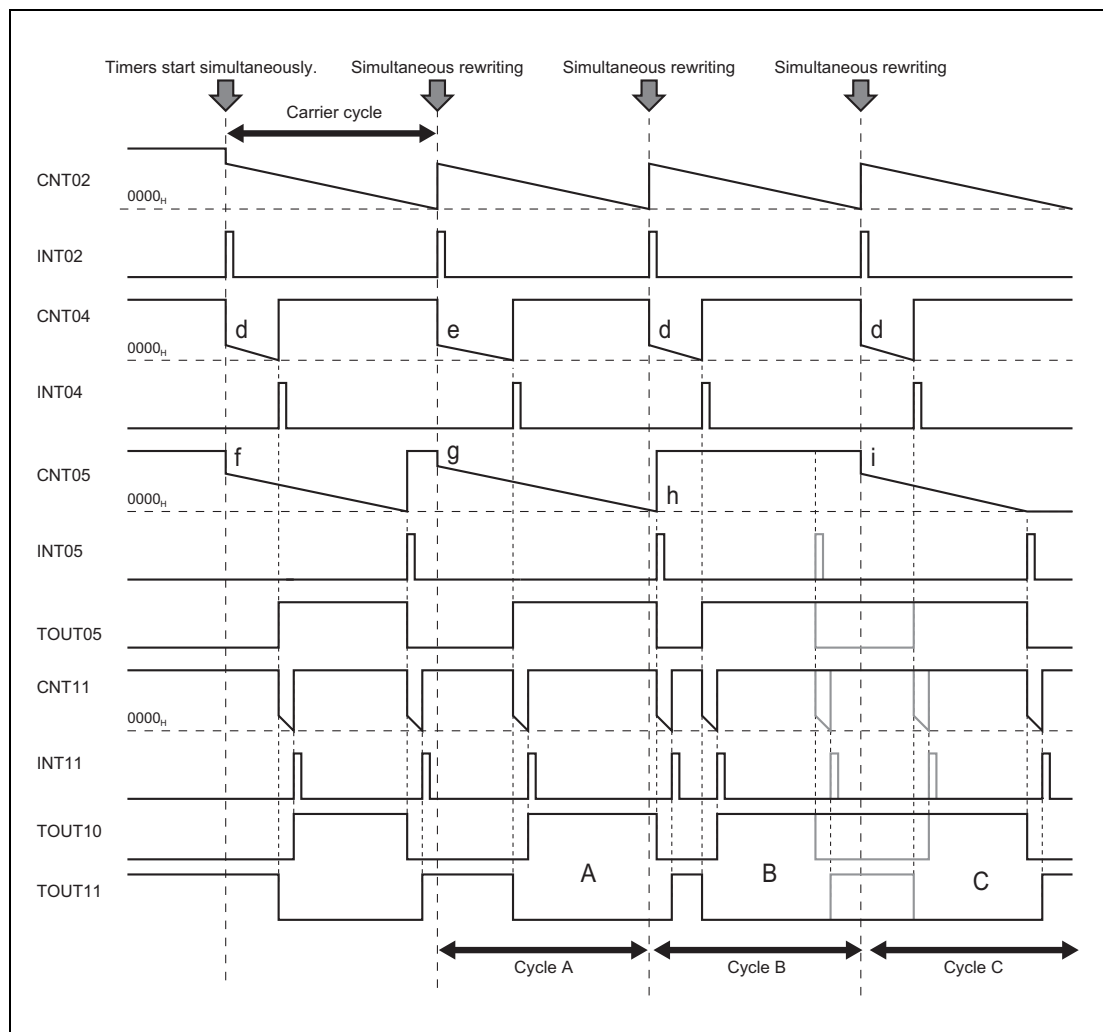 Timers start simultaneously. Simultaneous rewriting Simultaneous rewriting Simultaneous rewriting
Carrier cycle
CNT02
0000H
INT02
CNT04
d e d d
0000H
INT04
CNT05
f g i
0000H
h
INT05
TOUT05
CNT11
0000H
INT11
TOUT10
A B C
TOUT11
Cycle A Cycle B Cycle C